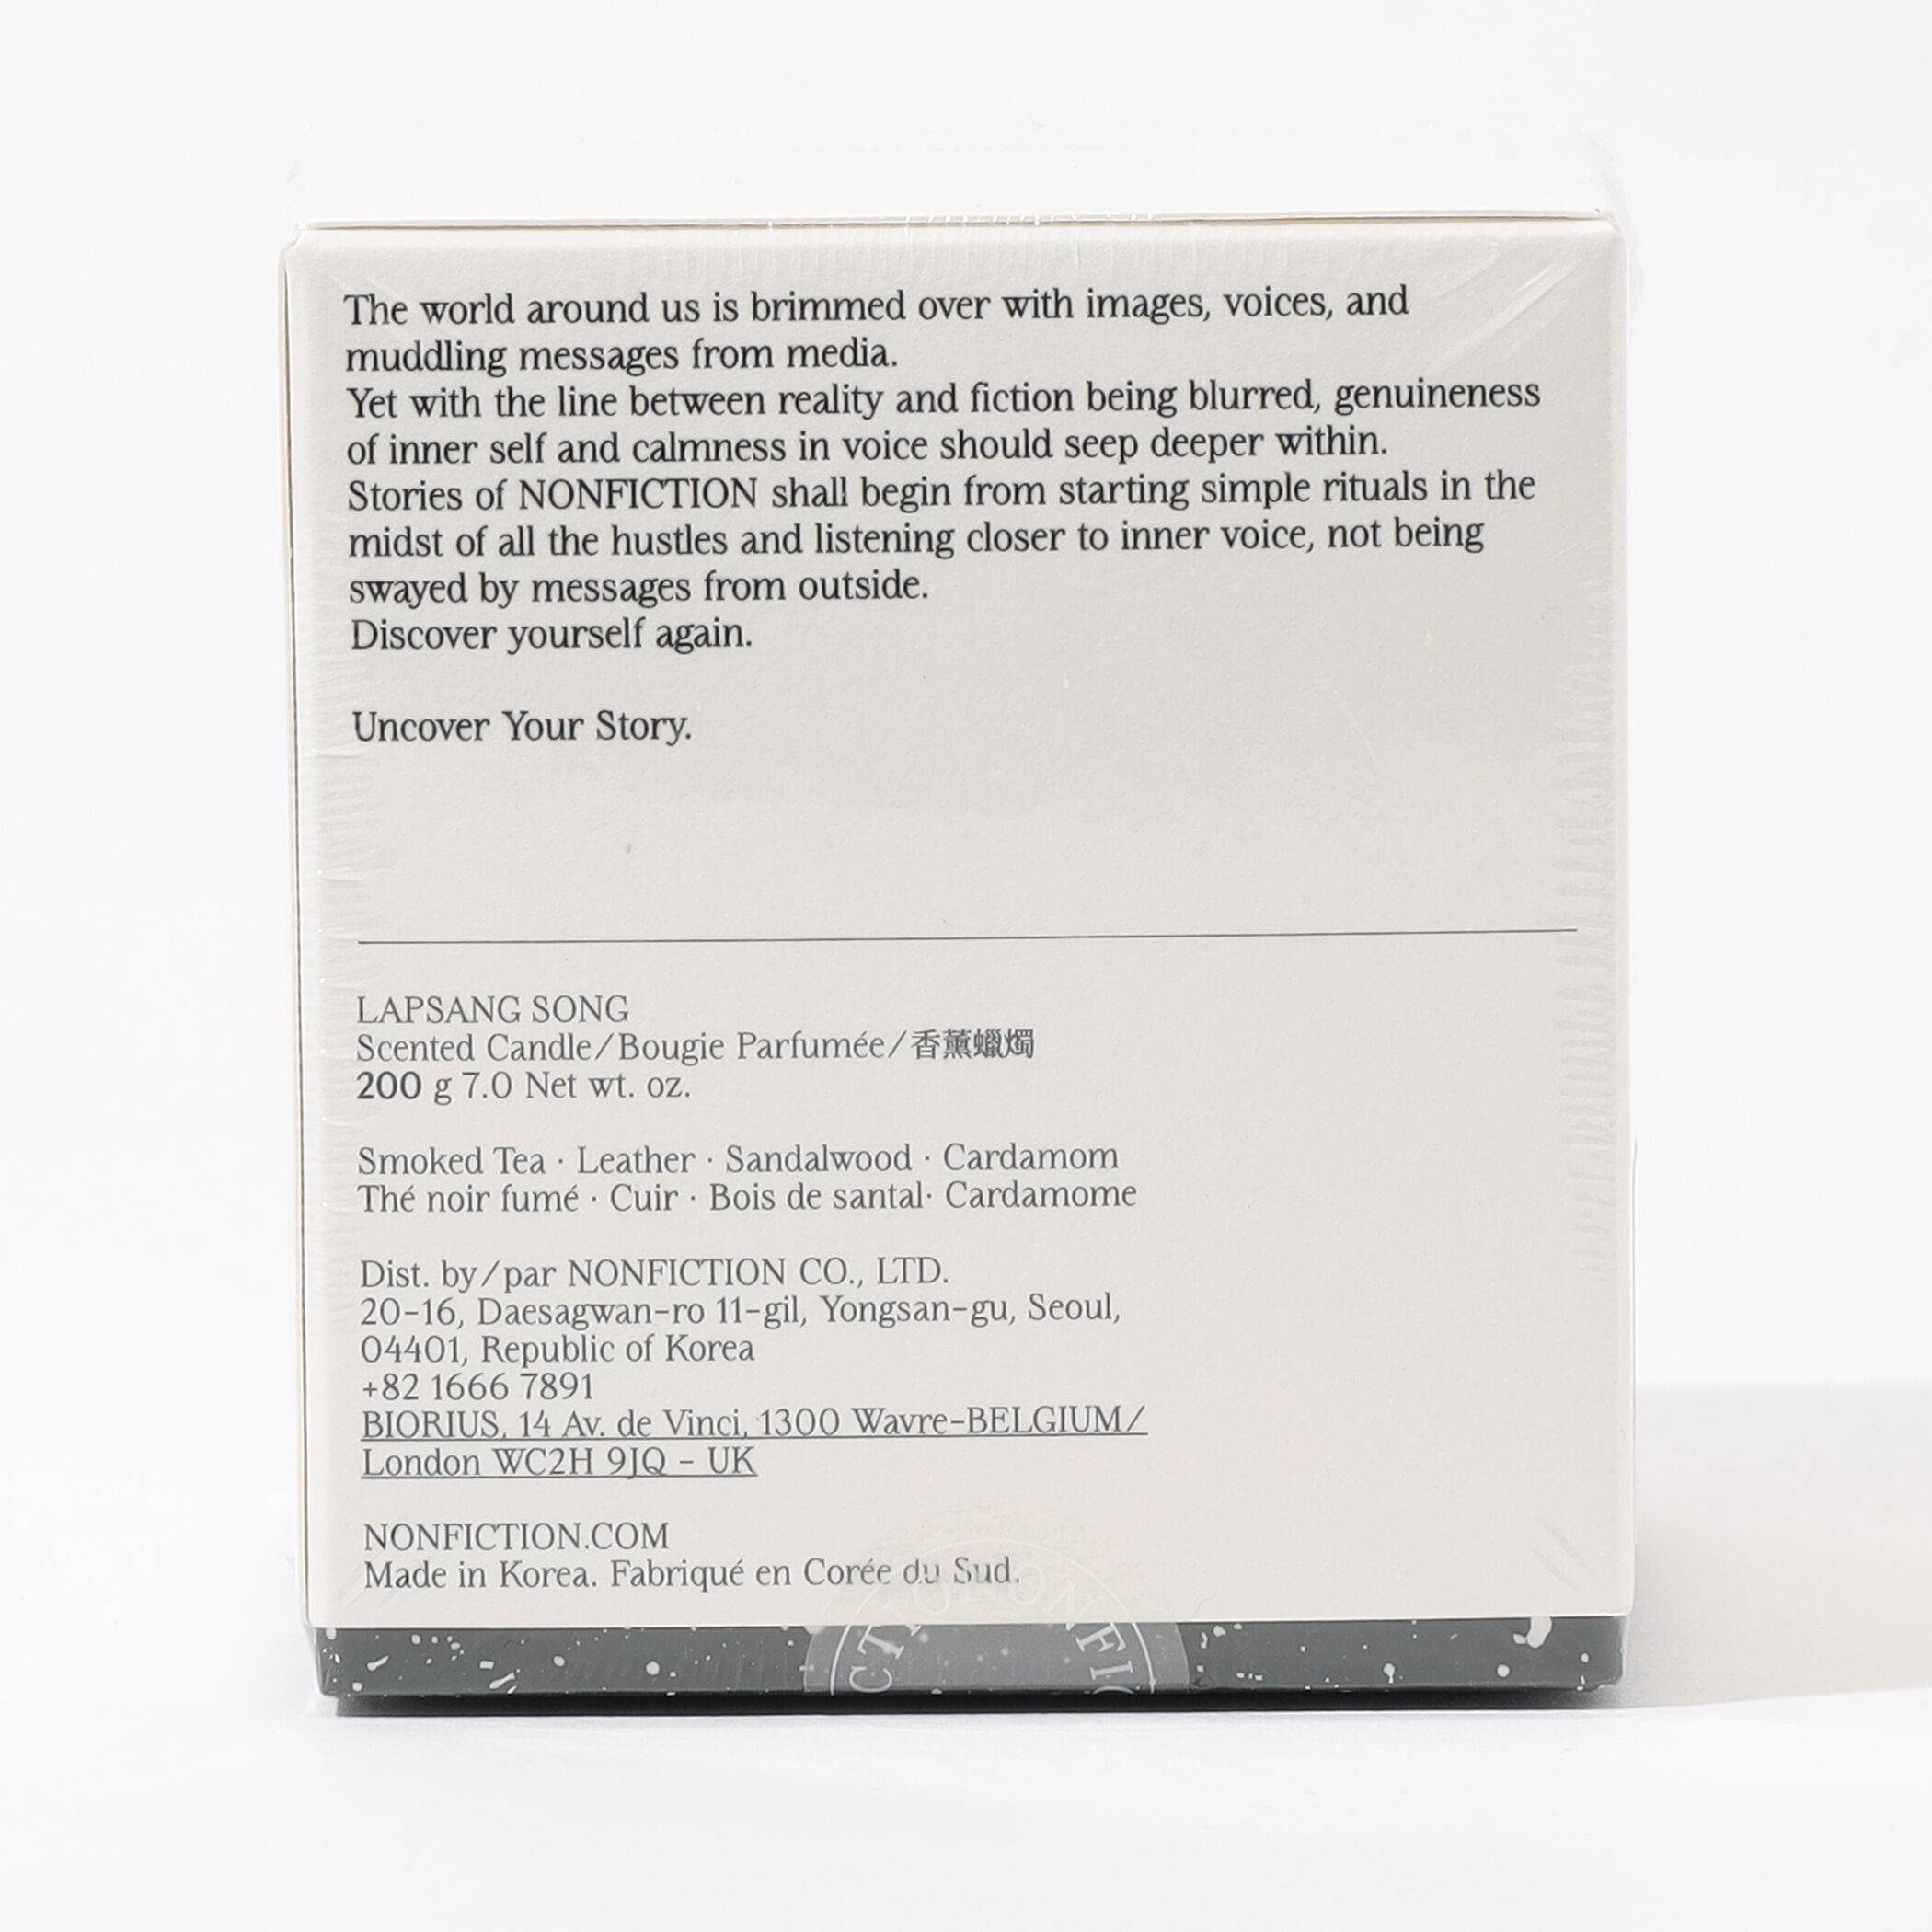 The world around us is brimmed over with images, voices, and
muddling messages from media.
Yet with the line between reality and fiction being blurred, genuineness
of inner self and calmness in voice should seep deeper within.
Stories of NONFICTION shall begin from starting simple rituals in the
midst of all the hustles and listening closer to inner voice, not being
swayed by messages from outside.
Discover yourself again.
Uncover Your Story.
LAPSANG SONG
Scented Candle/Bougie Parfumée/香薰蠟燭
200 g 7.0 Net wt. oz.
Smoked Tea · Leather · Sandalwood · Cardamom
Thé noir fumé · Cuir · Bois de santal· Cardamome
Dist. by/par NONFICTION CO., LTD.
20-16, Daesagwan-ro 11-gil, Yongsan-gu, Seoul,
04401, Republic of Korea
+82 1666 7891
BIORIUS, 14 Av. de Vinci, 1300 Wavre-BELGIUM/
London WC2H 9JQ - UK
NONFICTION.COM
Made in Korea. Fabriqué en Corée du Sud.